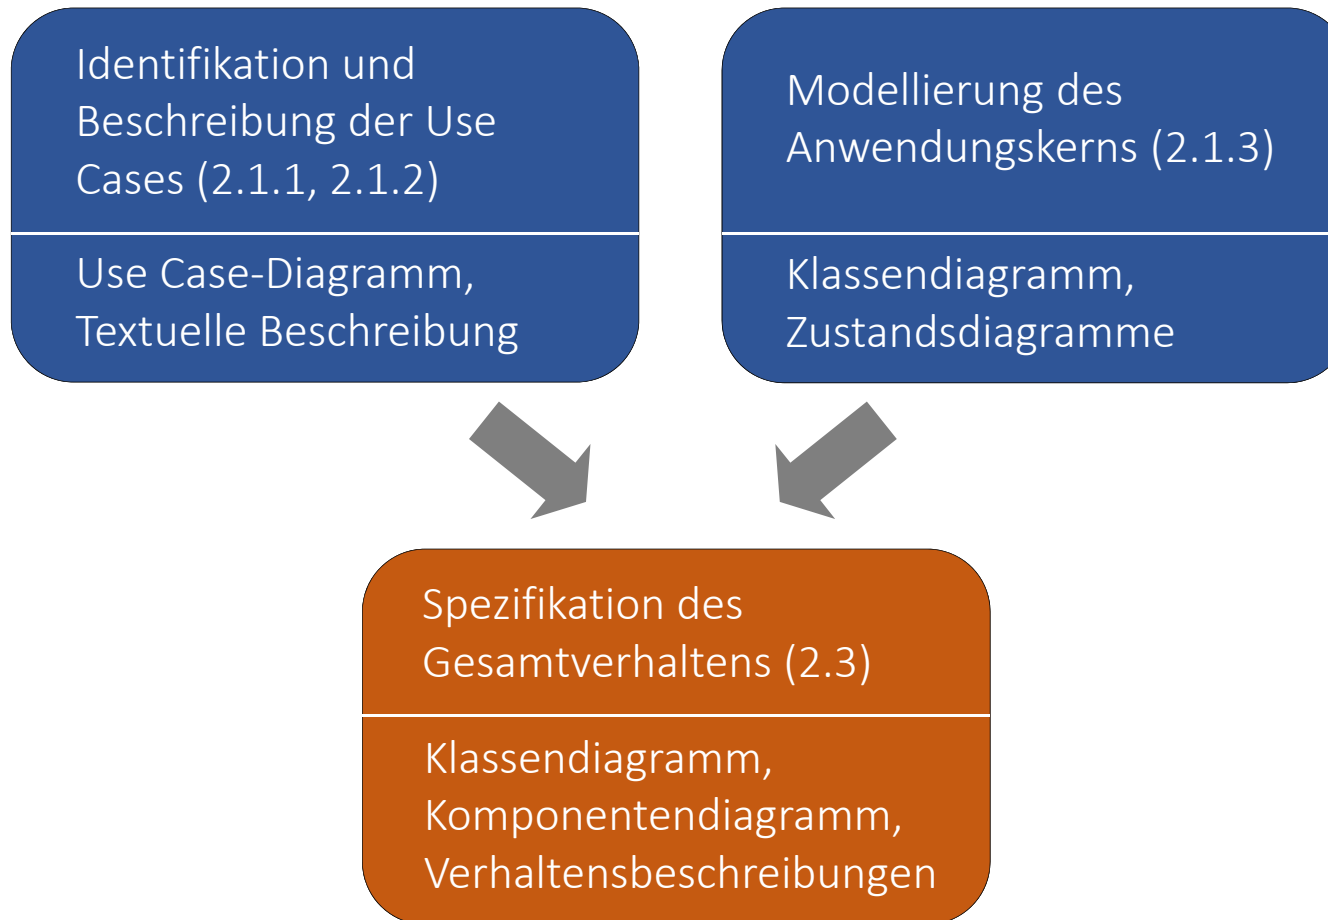 Identifikation und
Beschreibung der Use
Cases (2.1.1, 2.1.2)
Use Case-Diagramm,
Textuelle Beschreibung
Modellierung des
Anwendungskerns (2.1.3)
Klassendiagramm,
Zustandsdiagramme
Spezifikation des
Gesamtverhaltens (2.3)
Klassendiagramm,
Komponentendiagramm,
Verhaltensbeschreibungen